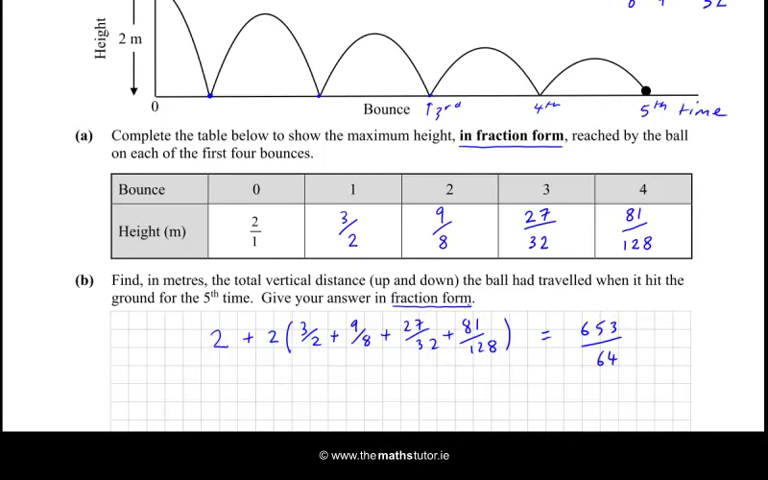 Height
2 m
0
Bounce
3rd
4th
5th time
(a) Complete the table below to show the maximum height, in fraction form, reached by the ball
on each of the first four bounces.
Bounce 0 1 2 3 4
Height (m) 2/1 3/2 9/8 27/32 81/128
(b) Find, in metres, the total vertical distance (up and down) the ball had travelled when it hit the
ground for the 5th time. Give your answer in fraction form.
2 + 2(3/2 + 9/8 + 27/32 + 81/128) = 653/64
© www.themathstutor.ie